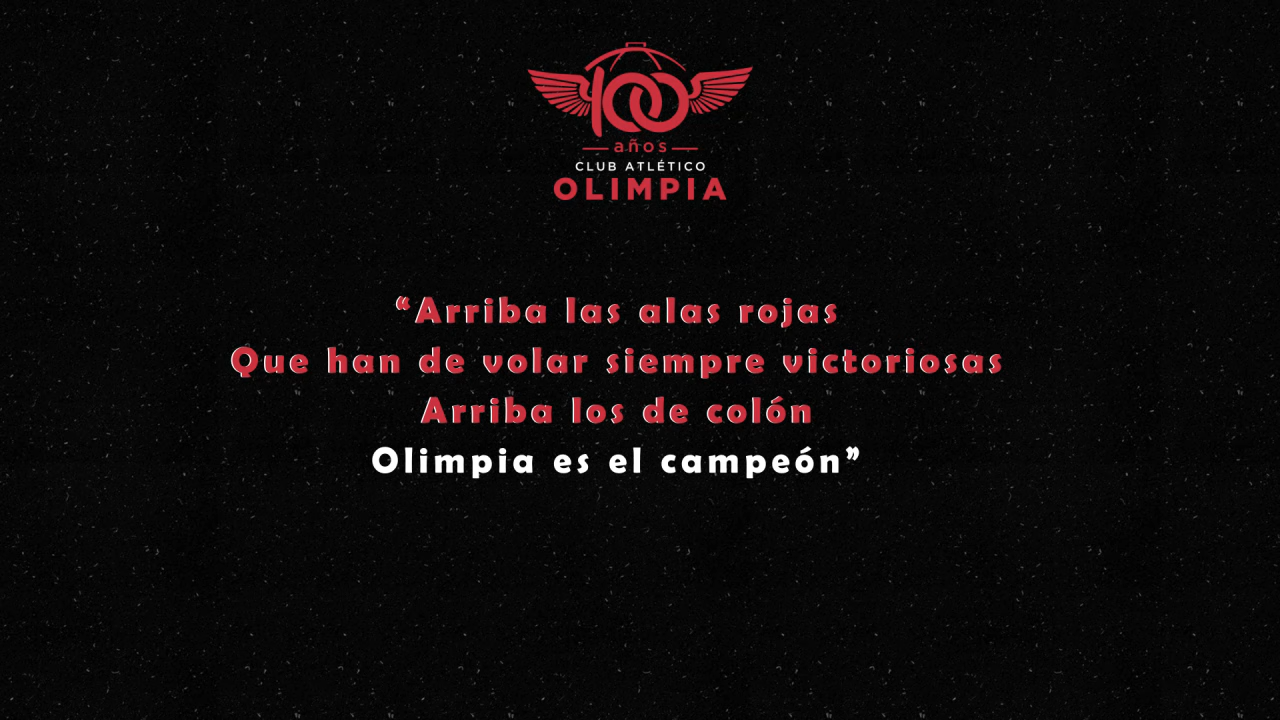 100
años
CLUB ATLÉTICO
OLIMPIA
“Arriba las alas rojas
Que han de volar siempre victoriosas
Arriba los de colón
Olimpia es el campeón”